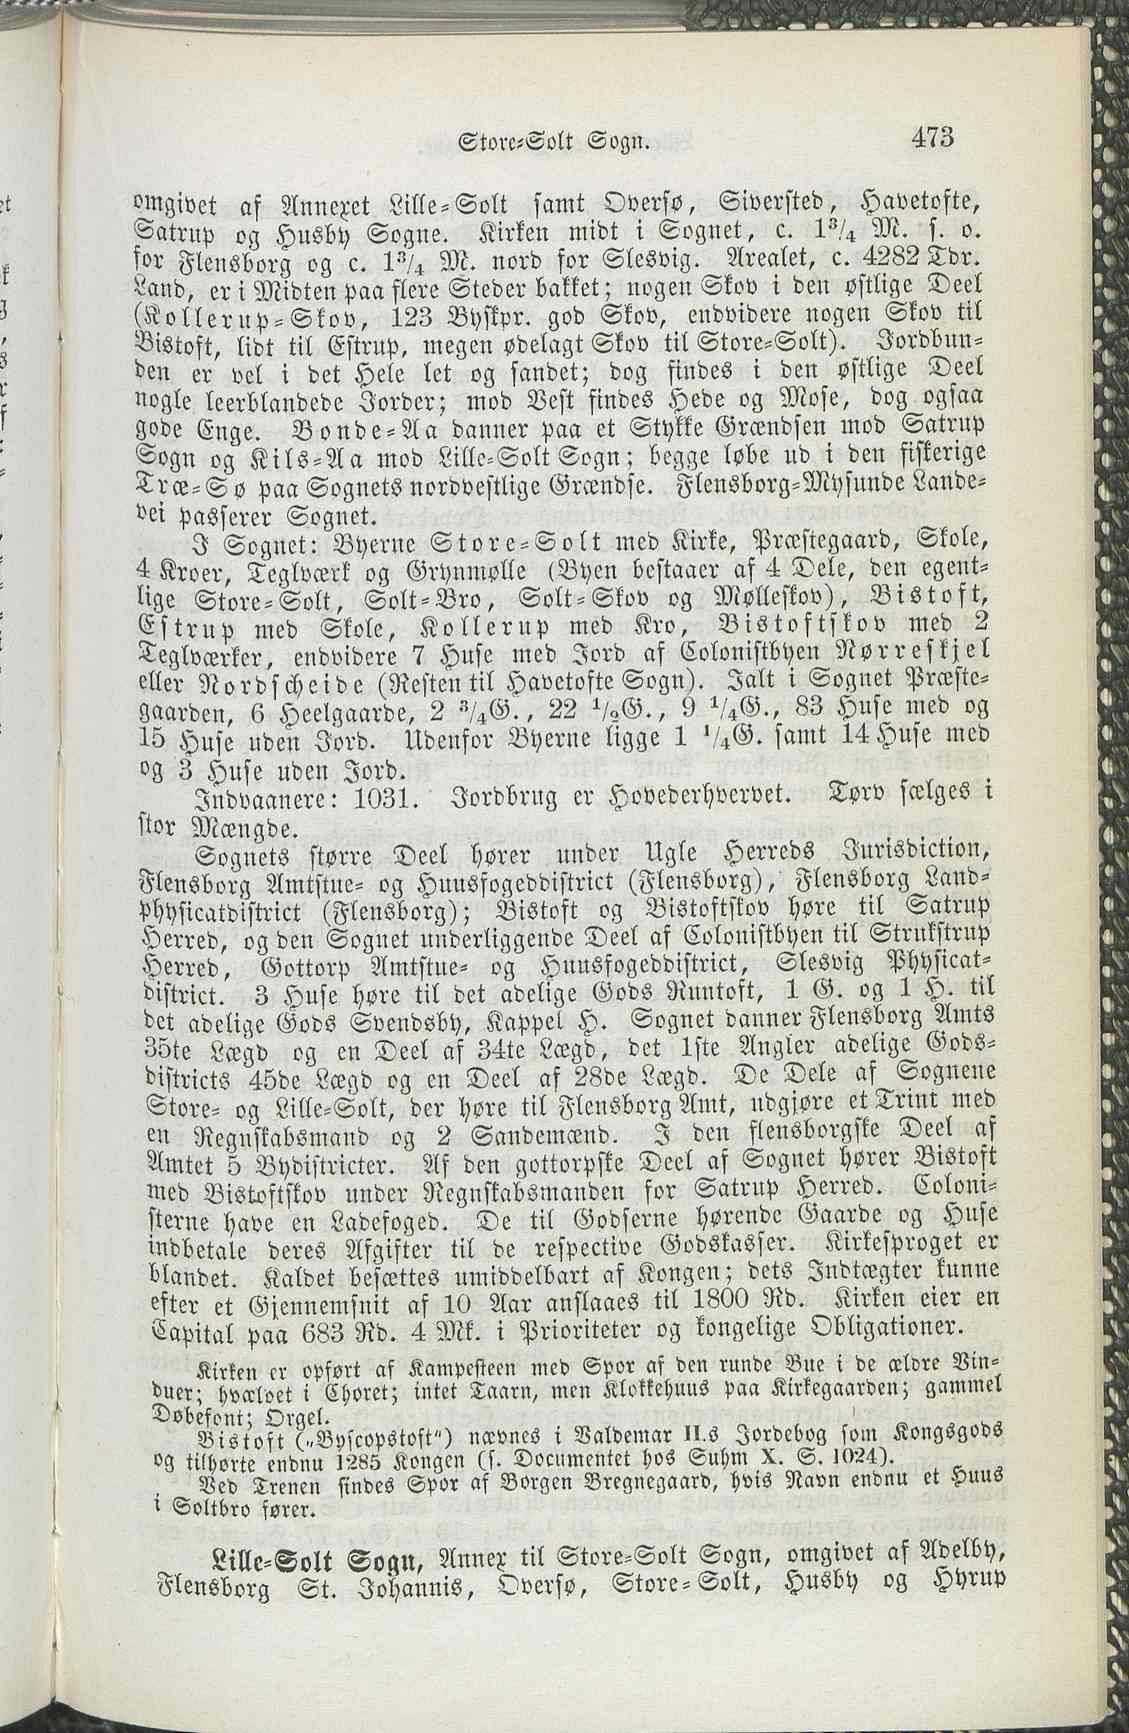 Store-Solt Sogn. 473
omgivet af Annexet Lille-Solt samt Oversø, Siversted, Havetofte,
Satrup og Husby Sogne. Kirken midt i Sognet, c. 1¾ M. s. o.
for Flensborg og c. 1¾ M. nord for Slesvig. Arealet, c. 4282 Tdr.
Land, er i Midten paa flere Steder bakket; nogen Skov i den østlige Deel
(Kollerup-Skov, 123 Byskpr. god Skov, endvidere nogen Skov til
Bistoft, lidt til Estrup, megen ødelagt Skov til Store-Solt). Jordbun-
den er vel i det Hele let og sandet; dog findes i den østlige Deel
nogle leerblandede Jorder; mod Vest findes Hede og Mose, dog ogsaa
gode Enge. Bonde-Aa danner paa et Stykke Grændsen mod Satrup
Sogn og Kils-Aa mod Lille-Solt Sogn; begge løbe ud i den fiskerige
Træ-Sø paa Sognets nordvestlige Grændse. Flensborg-Mysunde Lande-
vei passerer Sognet.
I Sognet: Byerne Store-Solt med Kirke, Præstegaard, Skole,
4 Kroer, Teglværk og Grynmølle (Byen bestaaer af 4 Dele, den egent-
lige Store-Solt, Solt-Bro, Solt-Skov og Mølleskov), Bistoft,
Estrup med Skole, Kollerup med Kro, Bistoftskov med 2
Teglværker, endvidere 7 Huse med Jord af Colonistbyen Nørreskjel
eller Nordscheide (Resten til Havetofte Sogn). Ialt i Sognet Præste-
gaarden, 6 Heelgaarde, 2 ¾G., 22 ½G., 9 ¼G., 83 Huse med og
15 Huse uden Jord. Udenfor Byerne ligge 1 ¼G. samt 14 Huse med
og 3 Huse uden Jord.
Indvaanere: 1031. Jordbrug er Hovederhvervet. Tørv sælges i
stor Mængde.
Sognets større Deel hører under Ugle Herreds Jurisdiction,
Flensborg Amtstue- og Huusfogeddistrict (Flensborg), Flensborg Land-
physicatdistrict (Flensborg); Bistoft og Bistoftskov høre til Satrup
Herred, og den Sognet underliggende Deel af Colonistbyen til Strukstrup
Herred, Gottorp Amtstue- og Huusfogeddistrict, Slesvig Physicat-
district. 3 Huse høre til det adelige Gods Runtoft, 1 G. og 1 H. til
det adelige Gods Svendsby, Kappel H. Sognet danner Flensborg Amts
35te Lægd og en Deel af 34te Lægd, det 1ste Angler adelige Gods-
districts 45de Lægd og en Deel af 28de Lægd. De Dele af Sognene
Store- og Lille-Solt, der høre til Flensborg Amt, udgjøre et Trint med
en Regnskabsmand og 2 Sandemænd. I den flensborgske Deel af
Amtet 5 Bydistricter. Af den gottorpske Deel af Sognet hører Bistoft
med Bistoftskov under Regnskabsmanden for Satrup Herred. Coloni-
sterne have en Ladefoged. De til Godserne hørende Gaarde og Huse
indbetale deres Afgifter til de respective Godskasser. Kirkesproget er
blandet. Kaldet besættes umiddelbart af Kongen; dets Indtægter kunne
efter et Gjennemsnit af 10 Aar anslaaes til 1800 Rd. Kirken eier en
Capital paa 683 Rd. 4 Mk. i Prioriteter og kongelige Obligationer.
Kirken er opført af Kampesteen med Spor af den runde Bue i de ældre Vin-
duer; hvælvet i Choret; intet Taarn, men Klokkehuus paa Kirkegaarden; gammel
Døbefont; Orgel.
Bistoft („Byscopstoft“) nævnes i Valdemar II.s Jordebog som Kongsgods
og tilhørte endnu 1285 Kongen (s. Documentet hos Suhm X. S. 1024).
Ved Trenen findes Spor af Borgen Bregnegaard, hvis Navn endnu et Huus
i Soltbro fører.
Lille-Solt Sogn, Annex til Store-Solt Sogn, omgivet af Adelby,
Flensborg St. Johannis, Oversø, Store-Solt, Husby og Hyrup